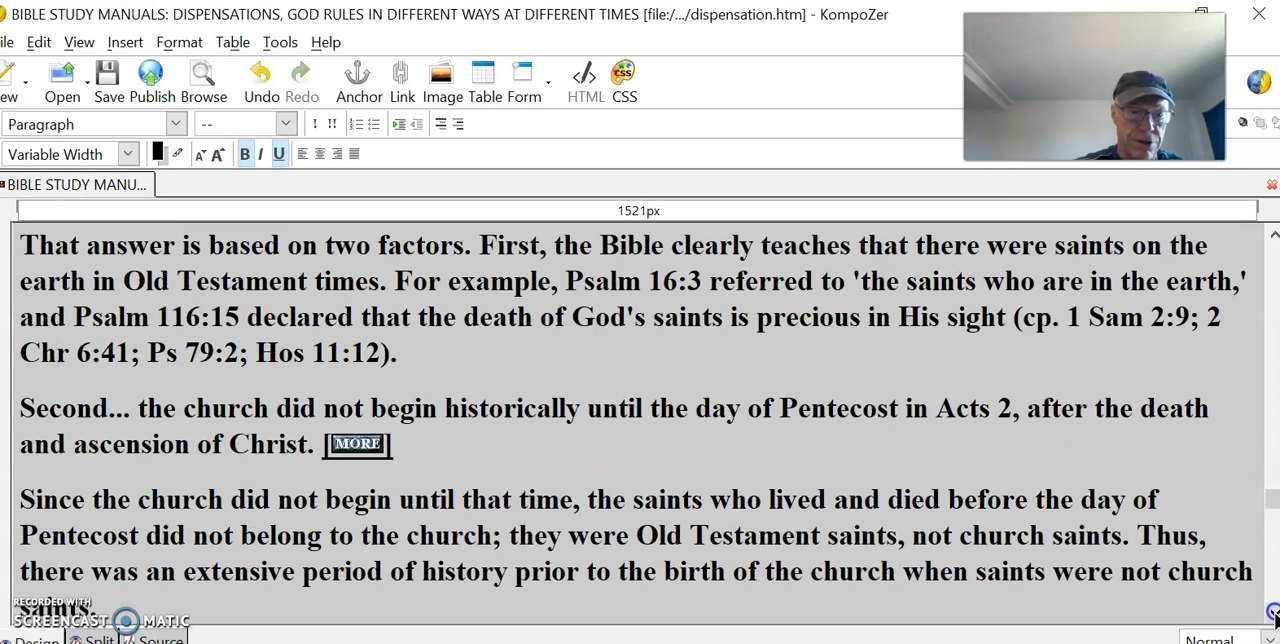 BIBLE STUDY MANUALS: DISPENSATIONS, GOD RULES IN DIFFERENT WAYS AT DIFFERENT TIMES [file:/.../dispensation.htm] - KompoZer
ile Edit View Insert Format Table Tools Help
ew Open Save Publish Browse Undo Redo Anchor Link Image Table Form HTML CSS
Paragraph -- ! !!
Variable Width A A B I U
BIBLE STUDY MANU...
1521px
That answer is based on two factors. First, the Bible clearly teaches that there were saints on the
earth in Old Testament times. For example, Psalm 16:3 referred to 'the saints who are in the earth,'
and Psalm 116:15 declared that the death of God's saints is precious in His sight (cp. 1 Sam 2:9; 2
Chr 6:41; Ps 79:2; Hos 11:12).
Second... the church did not begin historically until the day of Pentecost in Acts 2, after the death
and ascension of Christ. [MORE]
Since the church did not begin until that time, the saints who lived and died before the day of
Pentecost did not belong to the church; they were Old Testament saints, not church saints. Thus,
there was an extensive period of history prior to the birth of the church when saints were not church
saints.
RECORDED WITH
SCREENCAST MATIC
Design Split Source Normal